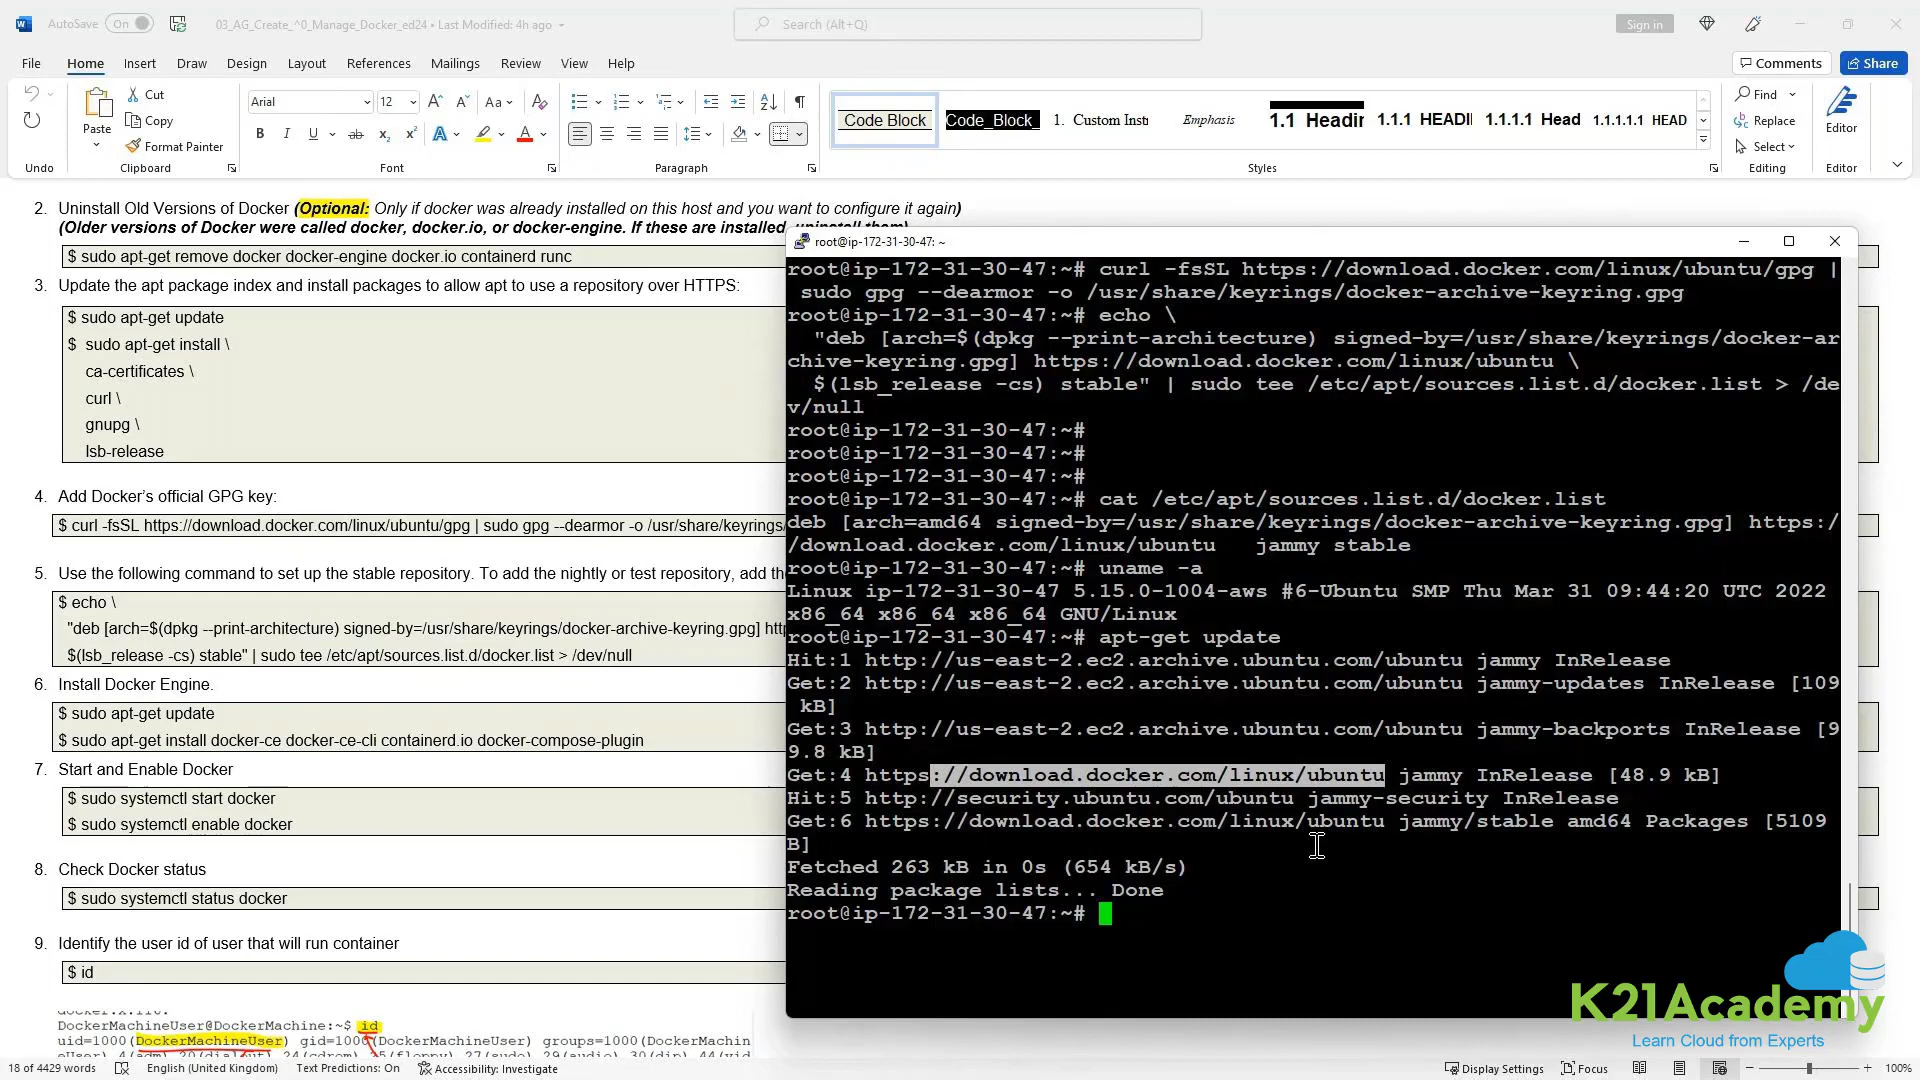 AutoSave On 03_AG_Create_^0_Manage_Docker_ed24 • Last Modified: 4h ago Search (Alt+Q) Sign in
File Home Insert Draw Design Layout References Mailings Review View Help Comments Share
Undo
Paste
Cut
Copy
Format Painter
Clipboard
Arial 12
Font
Paragraph
Code Block Code_Block_ 1. Custom Inst Emphasis 1.1 Headin 1.1.1 HEADI 1.1.1.1 Head 1.1.1.1.1 HEAD
Styles
Find
Replace
Select
Editing
Editor
Editor
2. Uninstall Old Versions of Docker (Optional: Only if docker was already installed on this host and you want to configure it again)
(Older versions of Docker were called docker, docker.io, or docker-engine. If these are installed, uninstall them)
$ sudo apt-get remove docker docker-engine docker.io containerd runc
3. Update the apt package index and install packages to allow apt to use a repository over HTTPS:
$ sudo apt-get update
$ sudo apt-get install \
ca-certificates \
curl \
gnupg \
lsb-release
4. Add Docker’s official GPG key:
$ curl -fsSL https://download.docker.com/linux/ubuntu/gpg | sudo gpg --dearmor -o /usr/share/keyrings/
5. Use the following command to set up the stable repository. To add the nightly or test repository, add the
$ echo \
"deb [arch=$(dpkg --print-architecture) signed-by=/usr/share/keyrings/docker-archive-keyring.gpg] http
$(lsb_release -cs) stable" | sudo tee /etc/apt/sources.list.d/docker.list > /dev/null
6. Install Docker Engine.
$ sudo apt-get update
$ sudo apt-get install docker-ce docker-ce-cli containerd.io docker-compose-plugin
7. Start and Enable Docker
$ sudo systemctl start docker
$ sudo systemctl enable docker
8. Check Docker status
$ sudo systemctl status docker
9. Identify the user id of user that will run container
$ id
DockerMachineUser@DockerMachine:~$ id
uid=1000(DockerMachineUser) gid=1000(DockerMachineUser) groups=1000(DockerMachin
root@ip-172-31-30-47: ~
root@ip-172-31-30-47:~# curl -fsSL https://download.docker.com/linux/ubuntu/gpg |
sudo gpg --dearmor -o /usr/share/keyrings/docker-archive-keyring.gpg
root@ip-172-31-30-47:~# echo \
"deb [arch=$(dpkg --print-architecture) signed-by=/usr/share/keyrings/docker-ar
chive-keyring.gpg] https://download.docker.com/linux/ubuntu \
$(lsb_release -cs) stable" | sudo tee /etc/apt/sources.list.d/docker.list > /de
v/null
root@ip-172-31-30-47:~#
root@ip-172-31-30-47:~#
root@ip-172-31-30-47:~#
root@ip-172-31-30-47:~# cat /etc/apt/sources.list.d/docker.list
deb [arch=amd64 signed-by=/usr/share/keyrings/docker-archive-keyring.gpg] https:/
/download.docker.com/linux/ubuntu jammy stable
root@ip-172-31-30-47:~# uname -a
Linux ip-172-31-30-47 5.15.0-1004-aws #6-Ubuntu SMP Thu Mar 31 09:44:20 UTC 2022
x86_64 x86_64 x86_64 GNU/Linux
root@ip-172-31-30-47:~# apt-get update
Hit:1 http://us-east-2.ec2.archive.ubuntu.com/ubuntu jammy InRelease
Get:2 http://us-east-2.ec2.archive.ubuntu.com/ubuntu jammy-updates InRelease [109
kB]
Get:3 http://us-east-2.ec2.archive.ubuntu.com/ubuntu jammy-backports InRelease [9
9.8 kB]
Get:4 https://download.docker.com/linux/ubuntu jammy InRelease [48.9 kB]
Hit:5 http://security.ubuntu.com/ubuntu jammy-security InRelease
Get:6 https://download.docker.com/linux/ubuntu jammy/stable amd64 Packages [5109
B]
Fetched 263 kB in 0s (654 kB/s)
Reading package lists... Done
root@ip-172-31-30-47:~#
K21Academy
Learn Cloud from Experts
18 of 4429 words English (United Kingdom) Text Predictions: On Accessibility: Investigate Display Settings Focus 100%